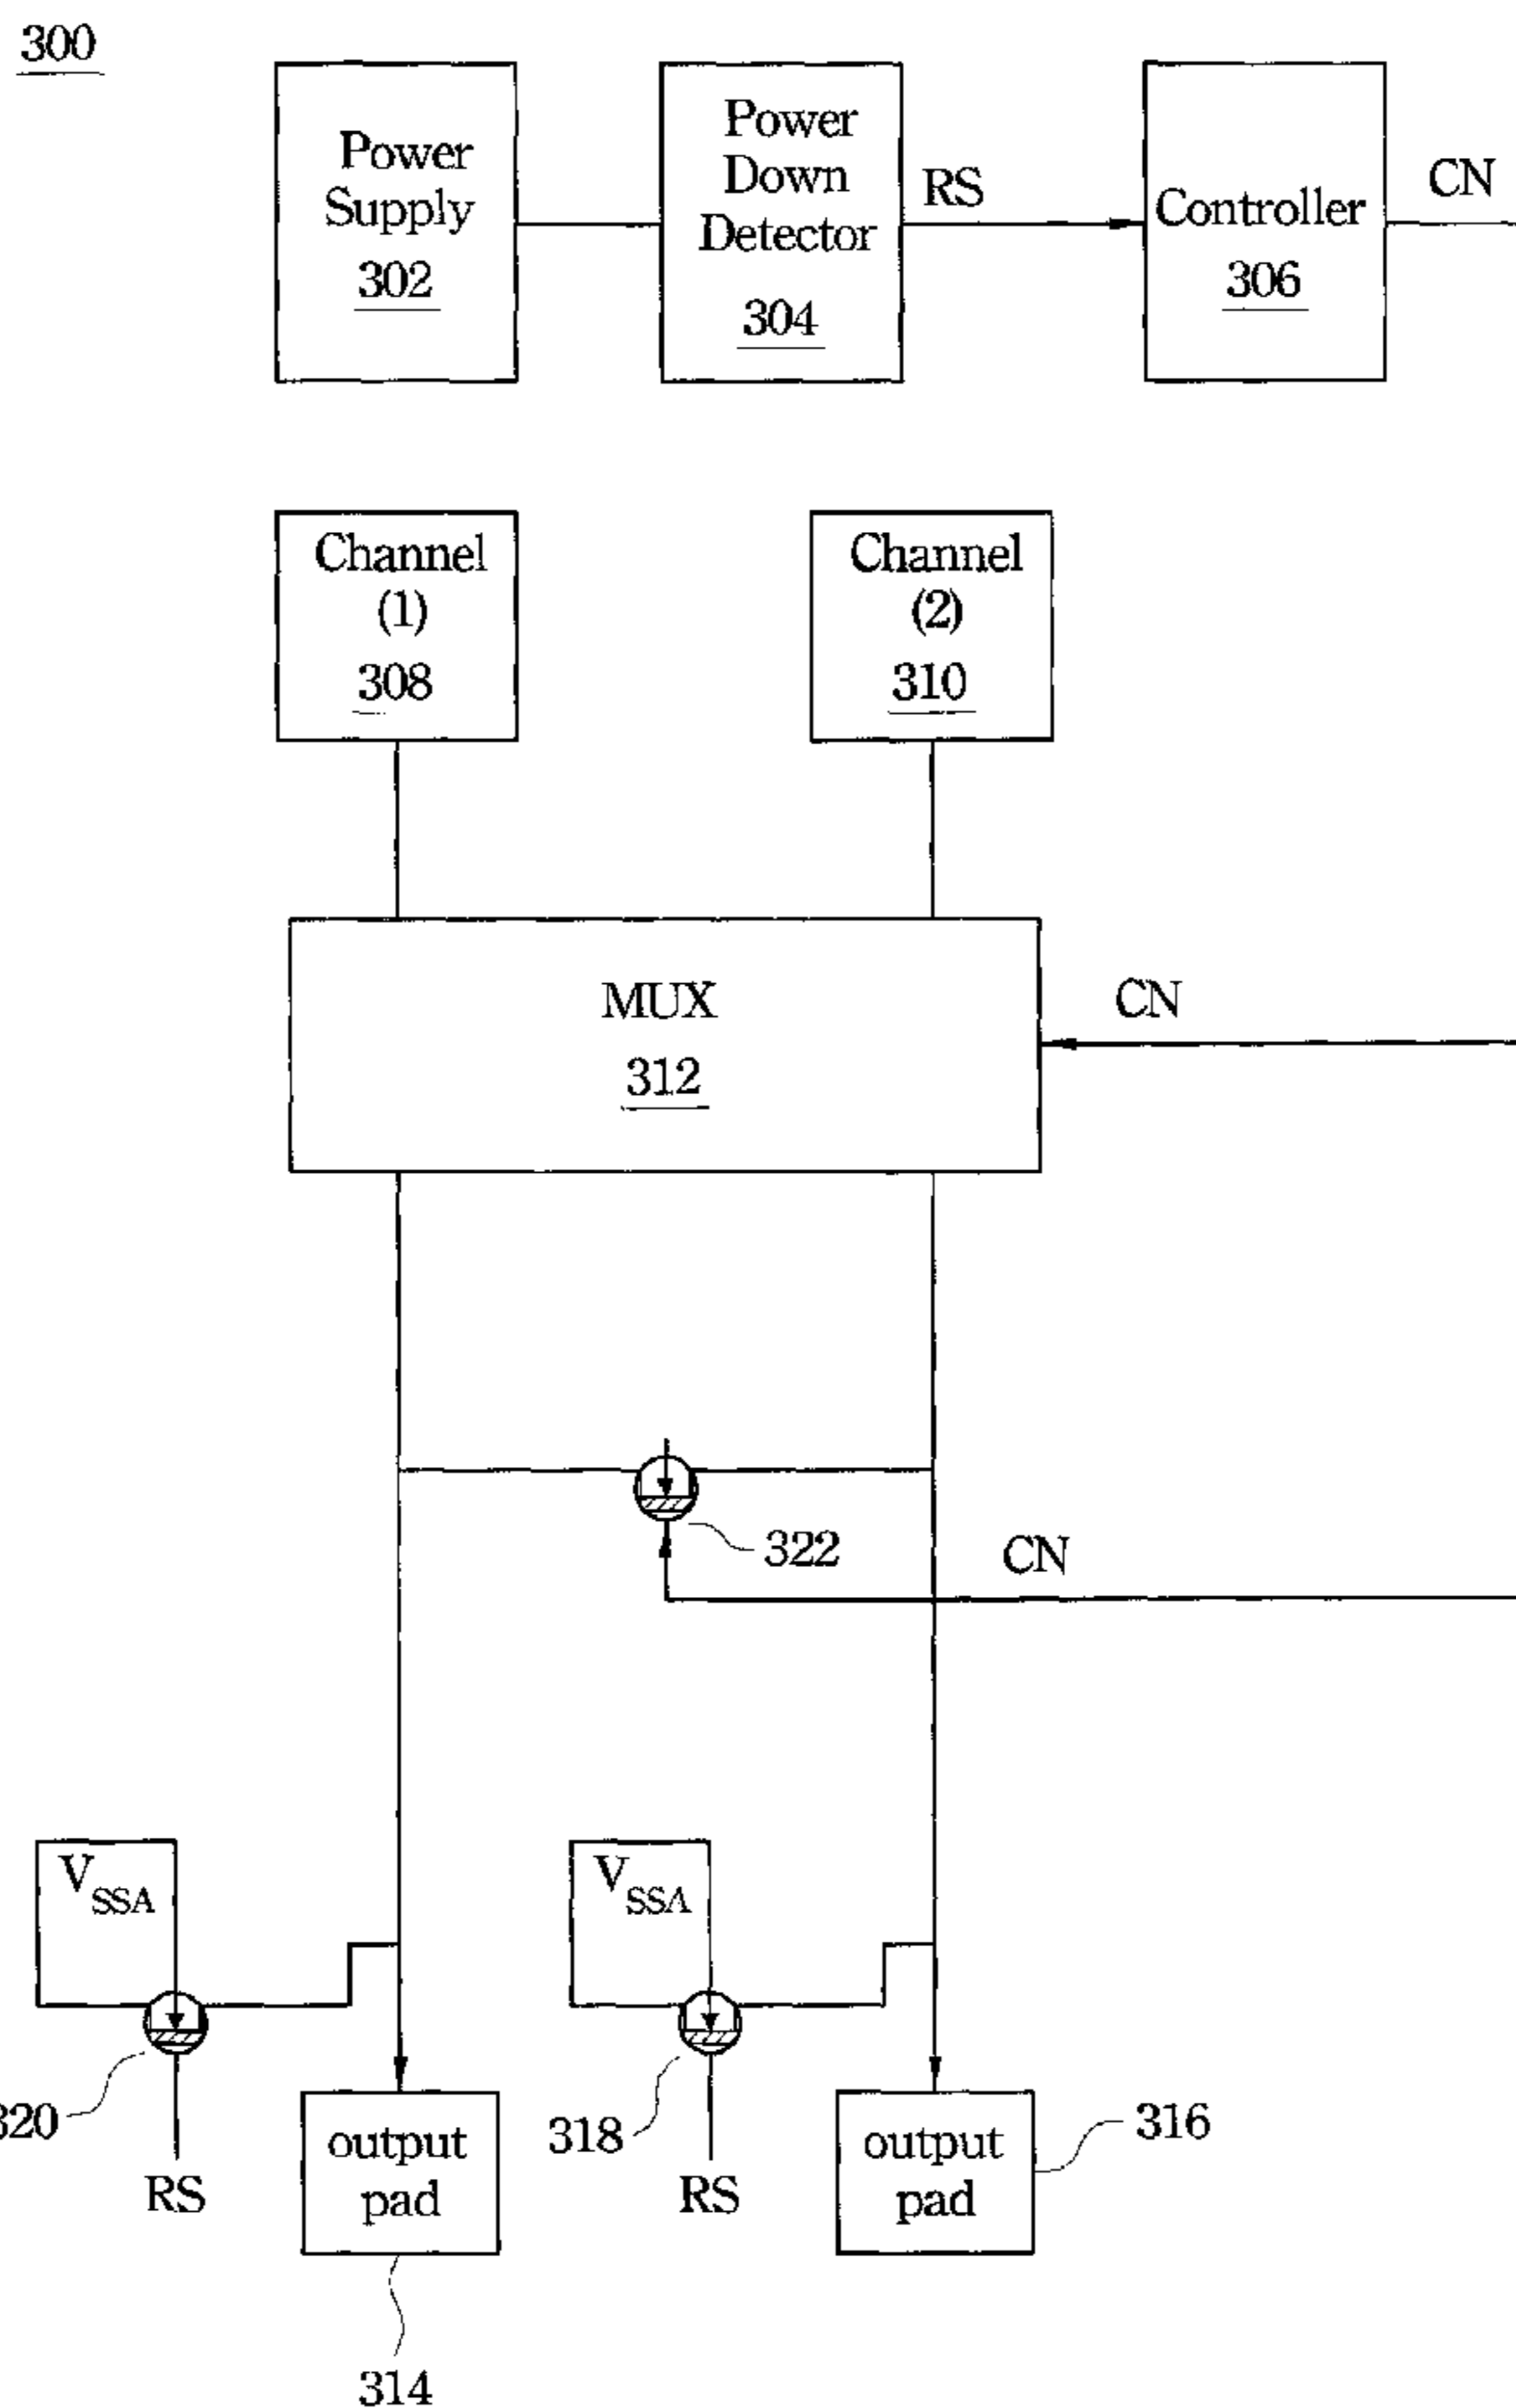 300
Power
Supply
302
Power
Down
Detector
304
RS
Controller
306
CN
Channel
(1)
308
Channel
(2)
310
MUX
312
CN
322
CN
VSSA
VSSA
320
RS
output
pad
318
RS
output
pad
316
314